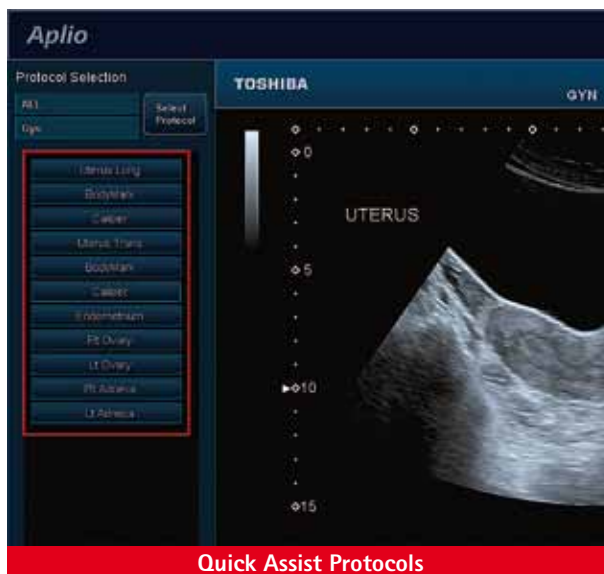 Aplio
Protocol Selection
Select
Protocol
Gyn
Uterus Long
BodyMark
Caliper
Uterus Trans
BodyMark
Caliper
Endometrium
Rt Ovary
Lt Ovary
Rt Adnexa
Lt Adnexa
TOSHIBA
GYN
0
UTERUS
5
10
15
Quick Assist Protocols